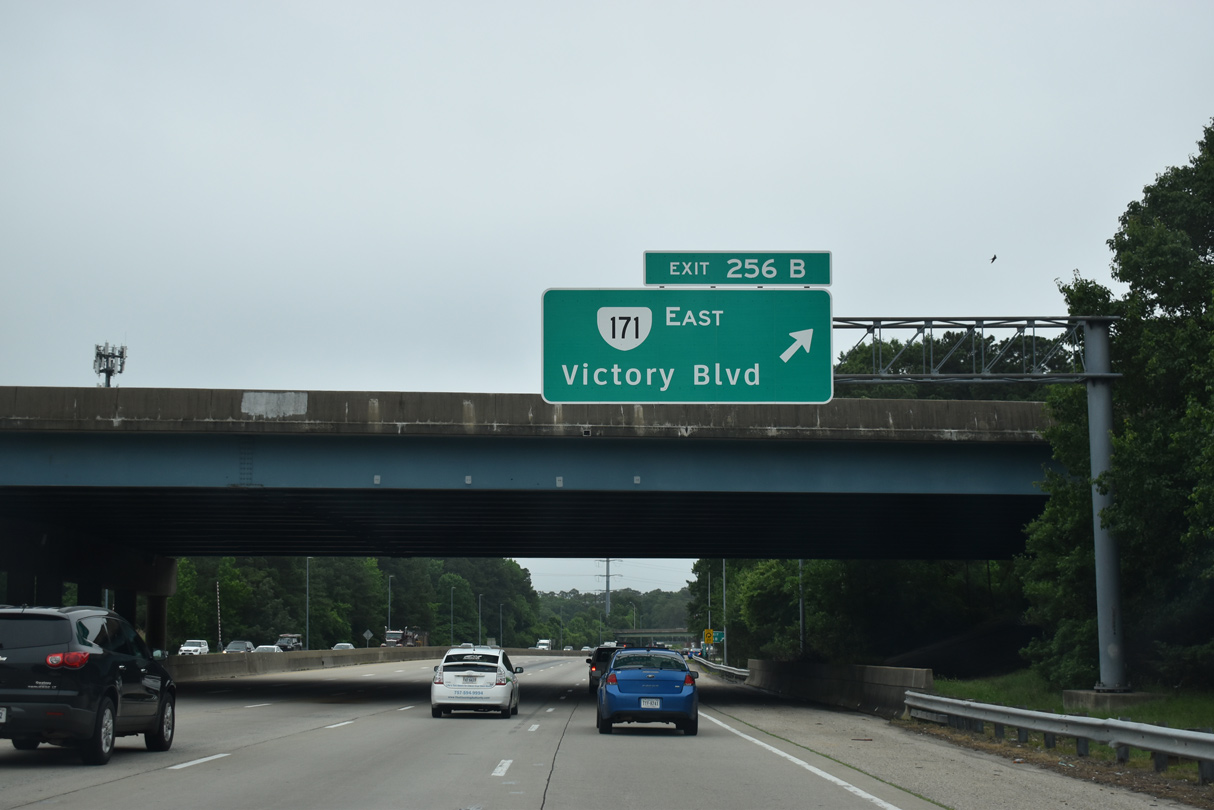 EXIT 256 B
171 EAST
Victory Blvd